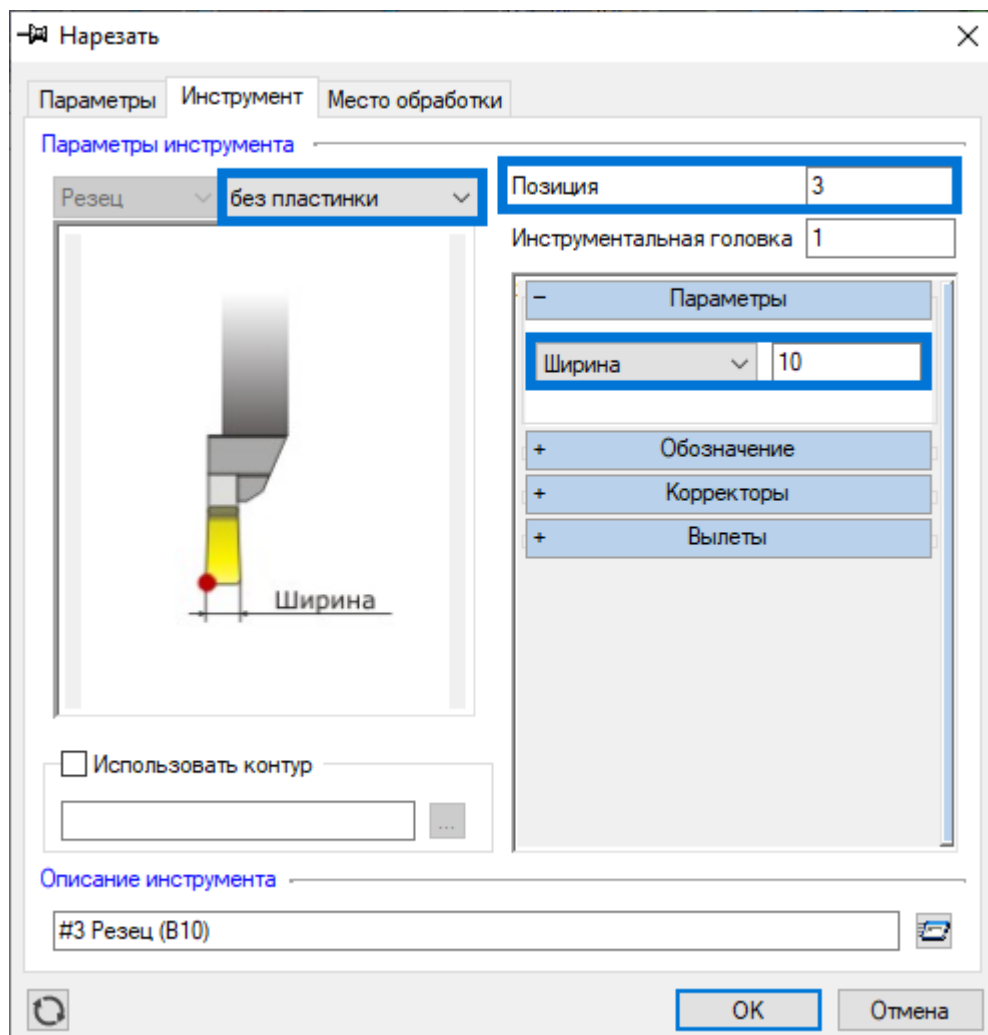 Нарезать
Параметры Инструмент Место обработки
Параметры инструмента
Резец без пластинки
Позиция 3
Инструментальная головка 1
− Параметры
Ширина 10
+ Обозначение
+ Корректоры
+ Вылеты
Ширина
Использовать контур
...
Описание инструмента
#3 Резец (B10)
OK Отмена